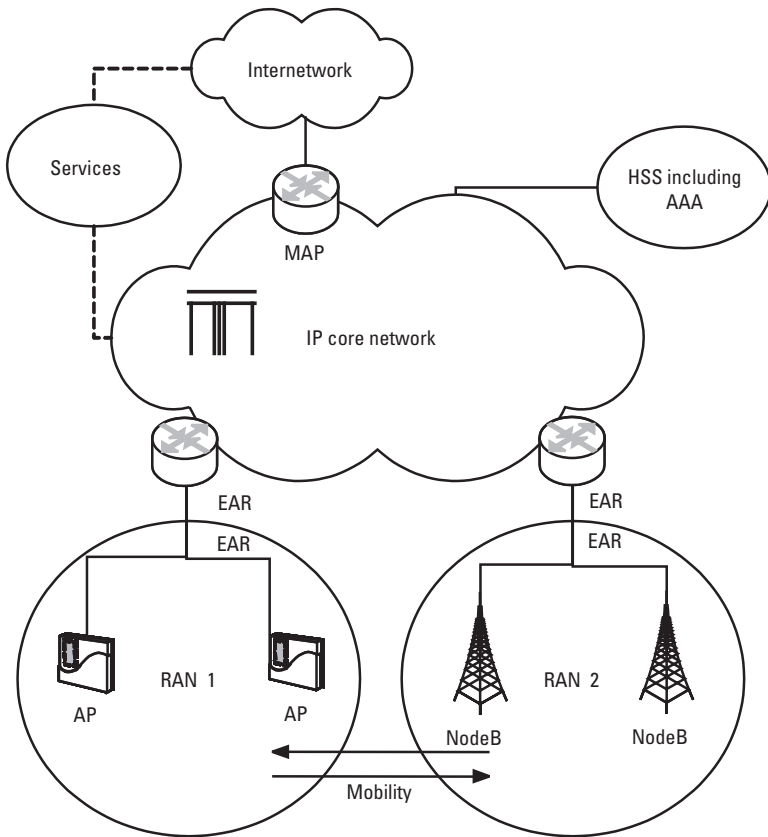 Internetwork
Services
HSS including
AAA
MAP
IP core network
EAR
EAR
EAR
EAR
RAN 1
RAN 2
AP
AP
NodeB
NodeB
Mobility